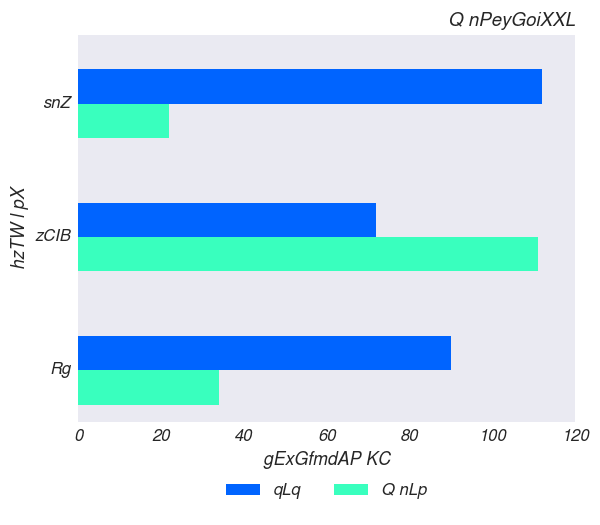 Q nPeyGoiXXL
hzTW l pX
snZ
zCIB
Rg
0 20 40 60 80 100 120
gExGfmdAP KC
qLq Q nLp